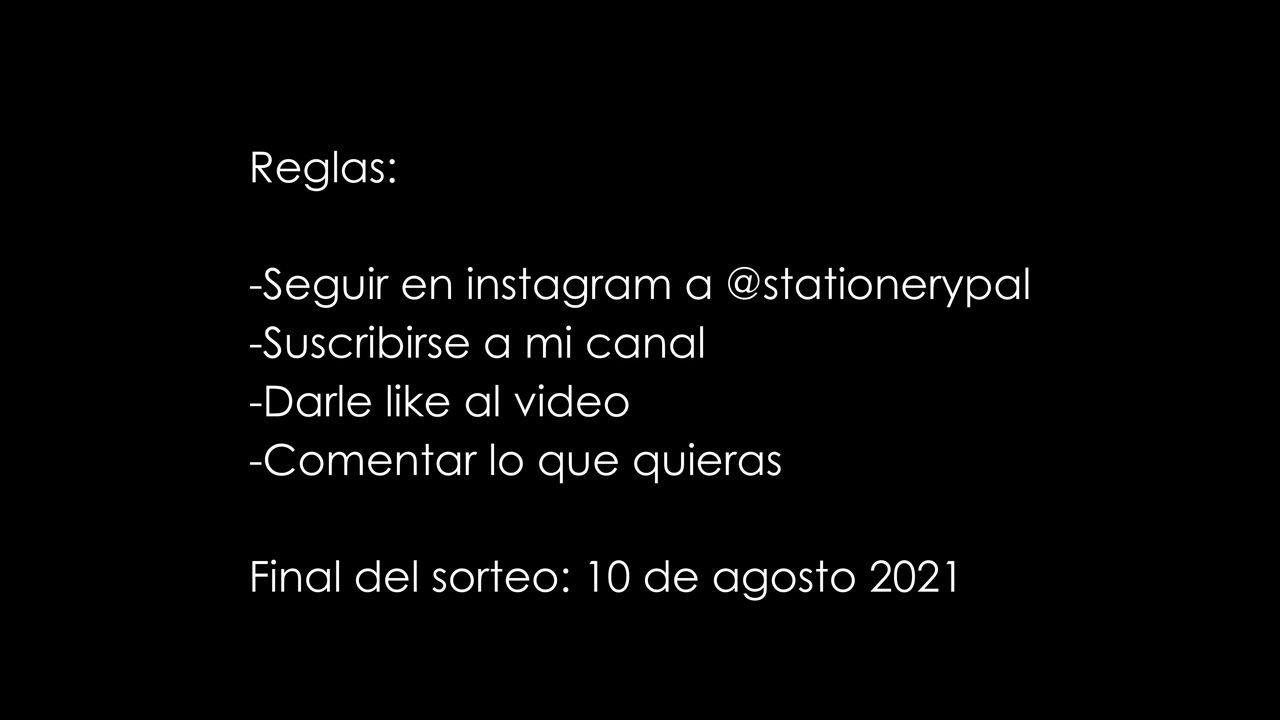 Reglas:
-Seguir en instagram a @stationerypal
-Suscribirse a mi canal
-Darle like al video
-Comentar lo que quieras
Final del sorteo: 10 de agosto 2021